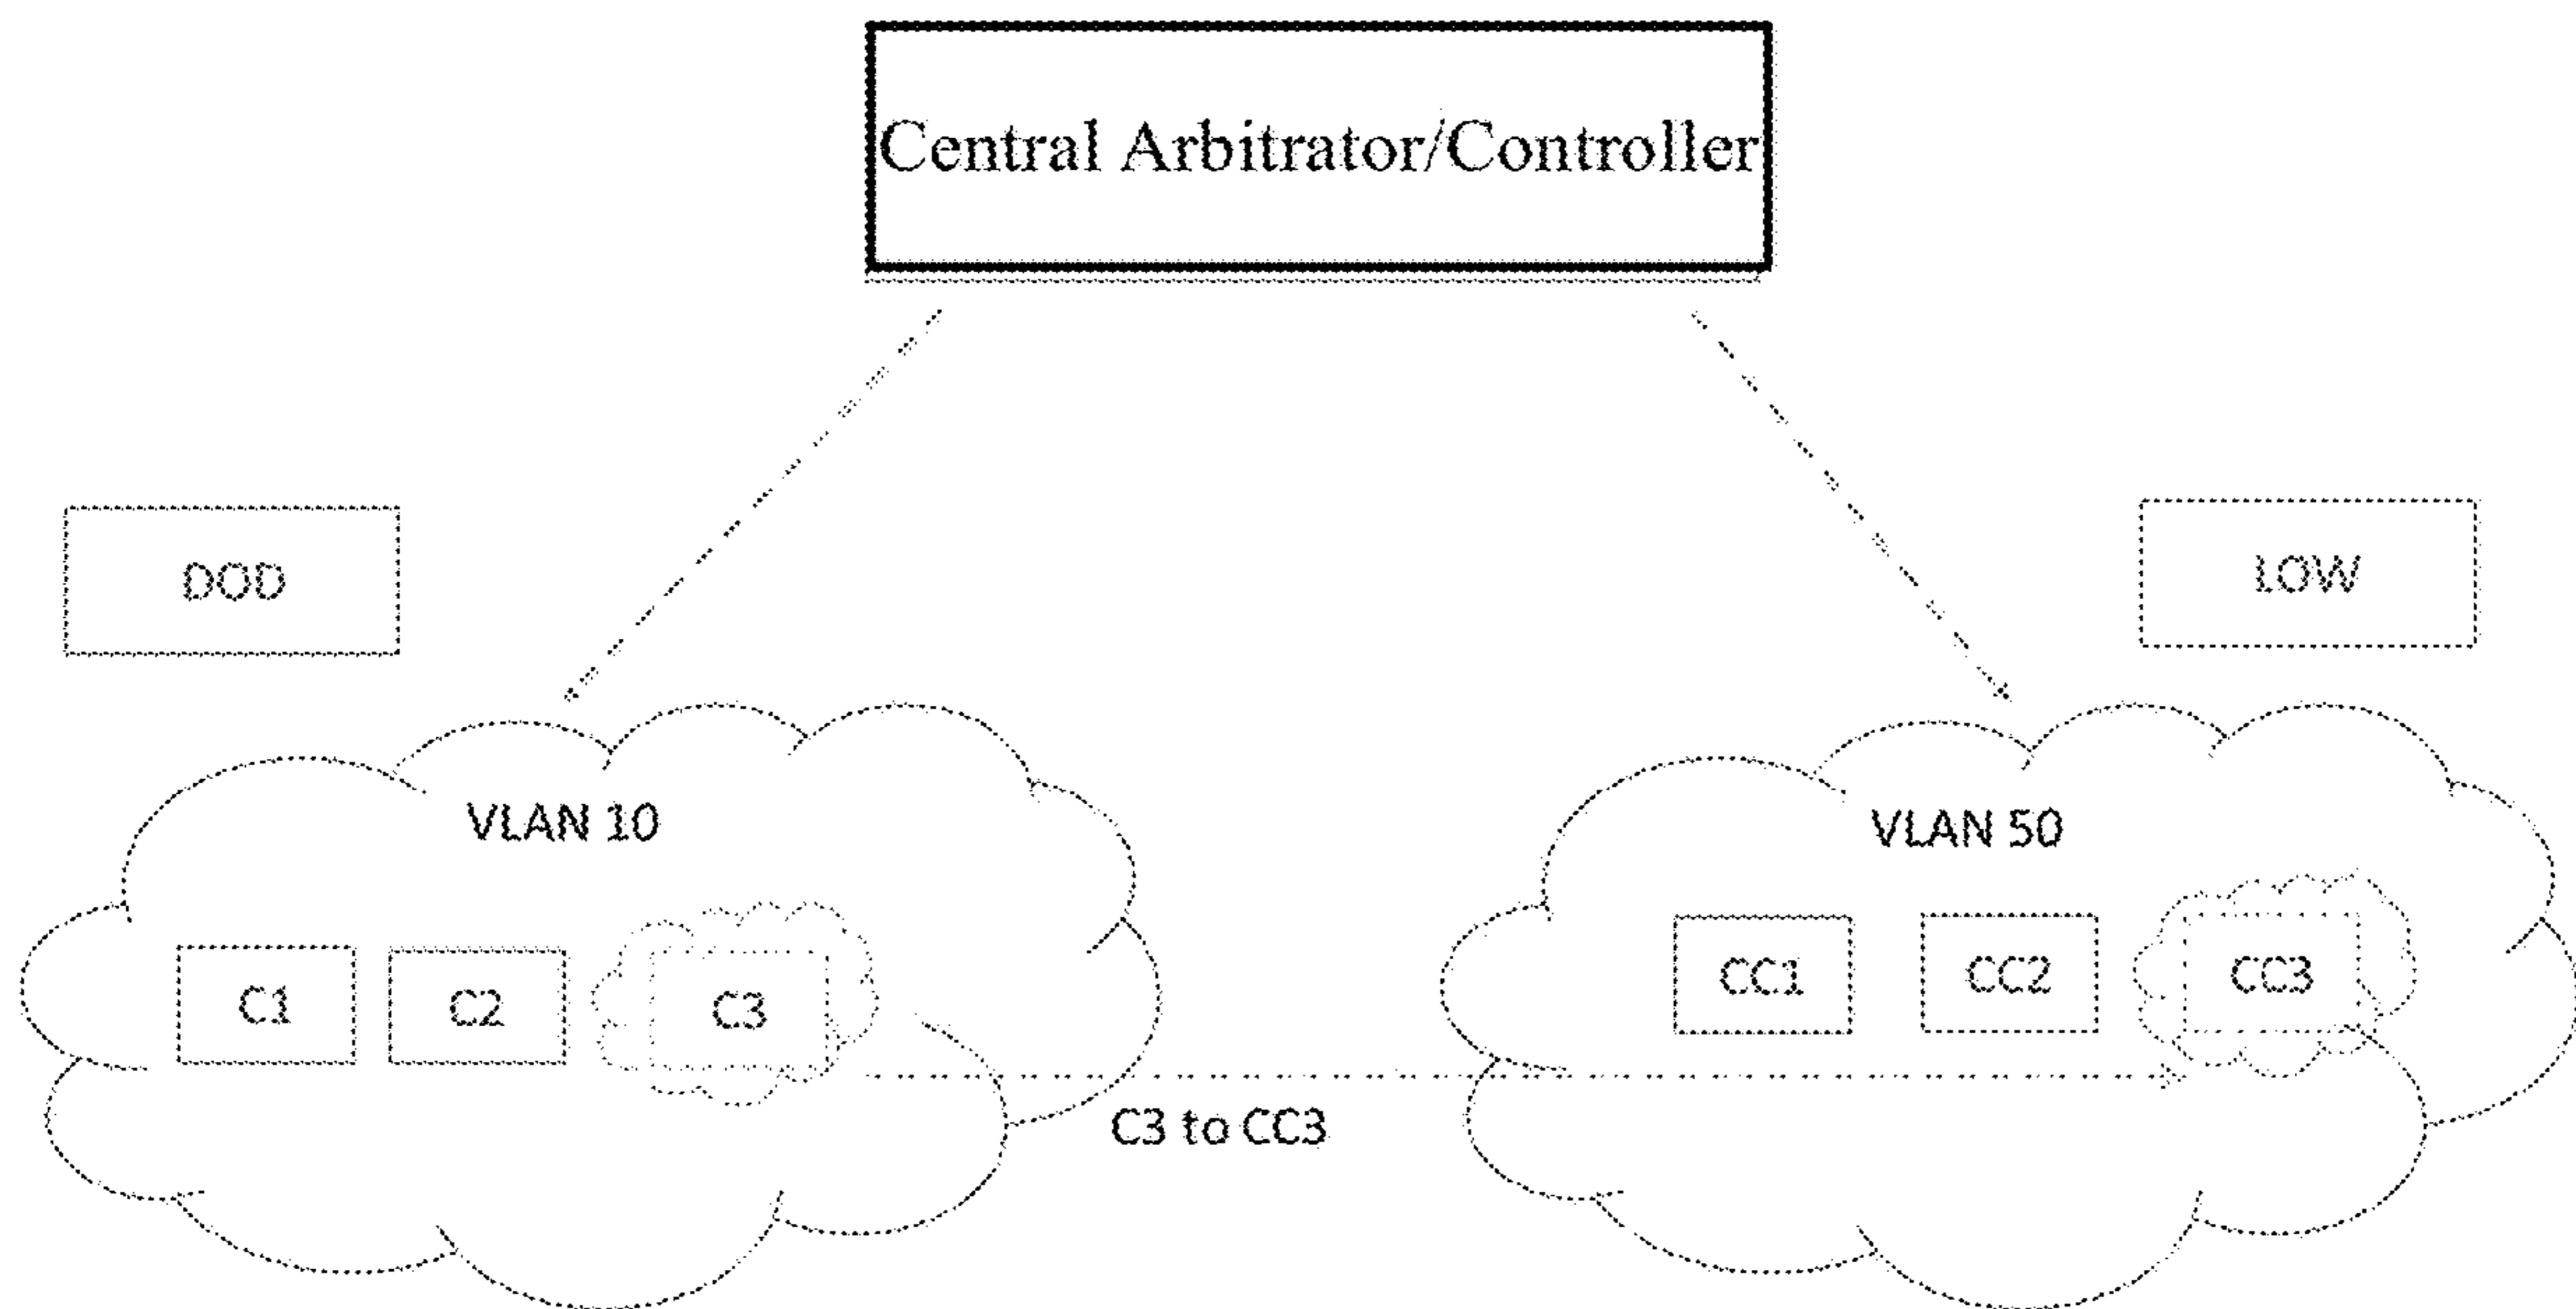 Central Arbitrator/Controller
DOD
LOW
VLAN 10
VLAN 50
C1
C2
C3
CC1
CC2
CC3
C3 to CC3